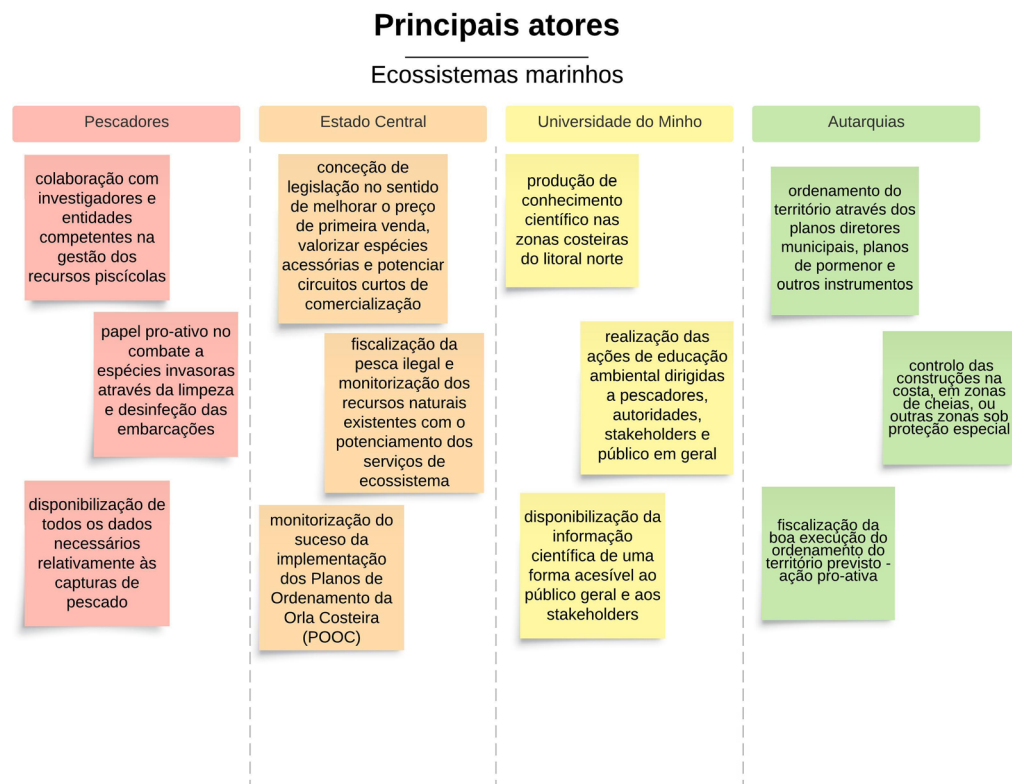 Principais atores
Ecossistemas marinhos
Pescadores
colaboração com
investigadores e
entidades
competentes na
gestão dos
recursos piscícolas
papel pro-ativo no
combate a
espécies invasoras
através da limpeza
e desinfeção das
embarcações
disponibilização de
todos os dados
necessários
relativamente às
capturas de
pescado
Estado Central
conceção de
legislação no sentido
de melhorar o preço
de primeira venda,
valorizar espécies
acessórias e potenciar
circuitos curtos de
comercialização
fiscalização da
pesca ilegal e
monitorização dos
recursos naturais
existentes com o
potenciamento dos
serviços de
ecossistema
monitorização do
suceso da
implementação
dos Planos de
Ordenamento da
Orla Costeira
(POOC)
Universidade do Minho
produção de
conhecimento
científico nas
zonas costeiras
do litoral norte
realização das
ações de educação
ambiental dirigidas
a pescadores,
autoridades,
stakeholders e
público em geral
disponibilização da
informação
científica de uma
forma acesível ao
público geral e aos
stakeholders
Autarquias
ordenamento do
território através dos
planos diretores
municipais, planos
de pormenor e
outros instrumentos
controlo das
construções na
costa, em zonas
de cheias, ou
outras zonas sob
proteção especial
fiscalização da
boa execução do
ordenamento do
território previsto -
ação pro-ativa